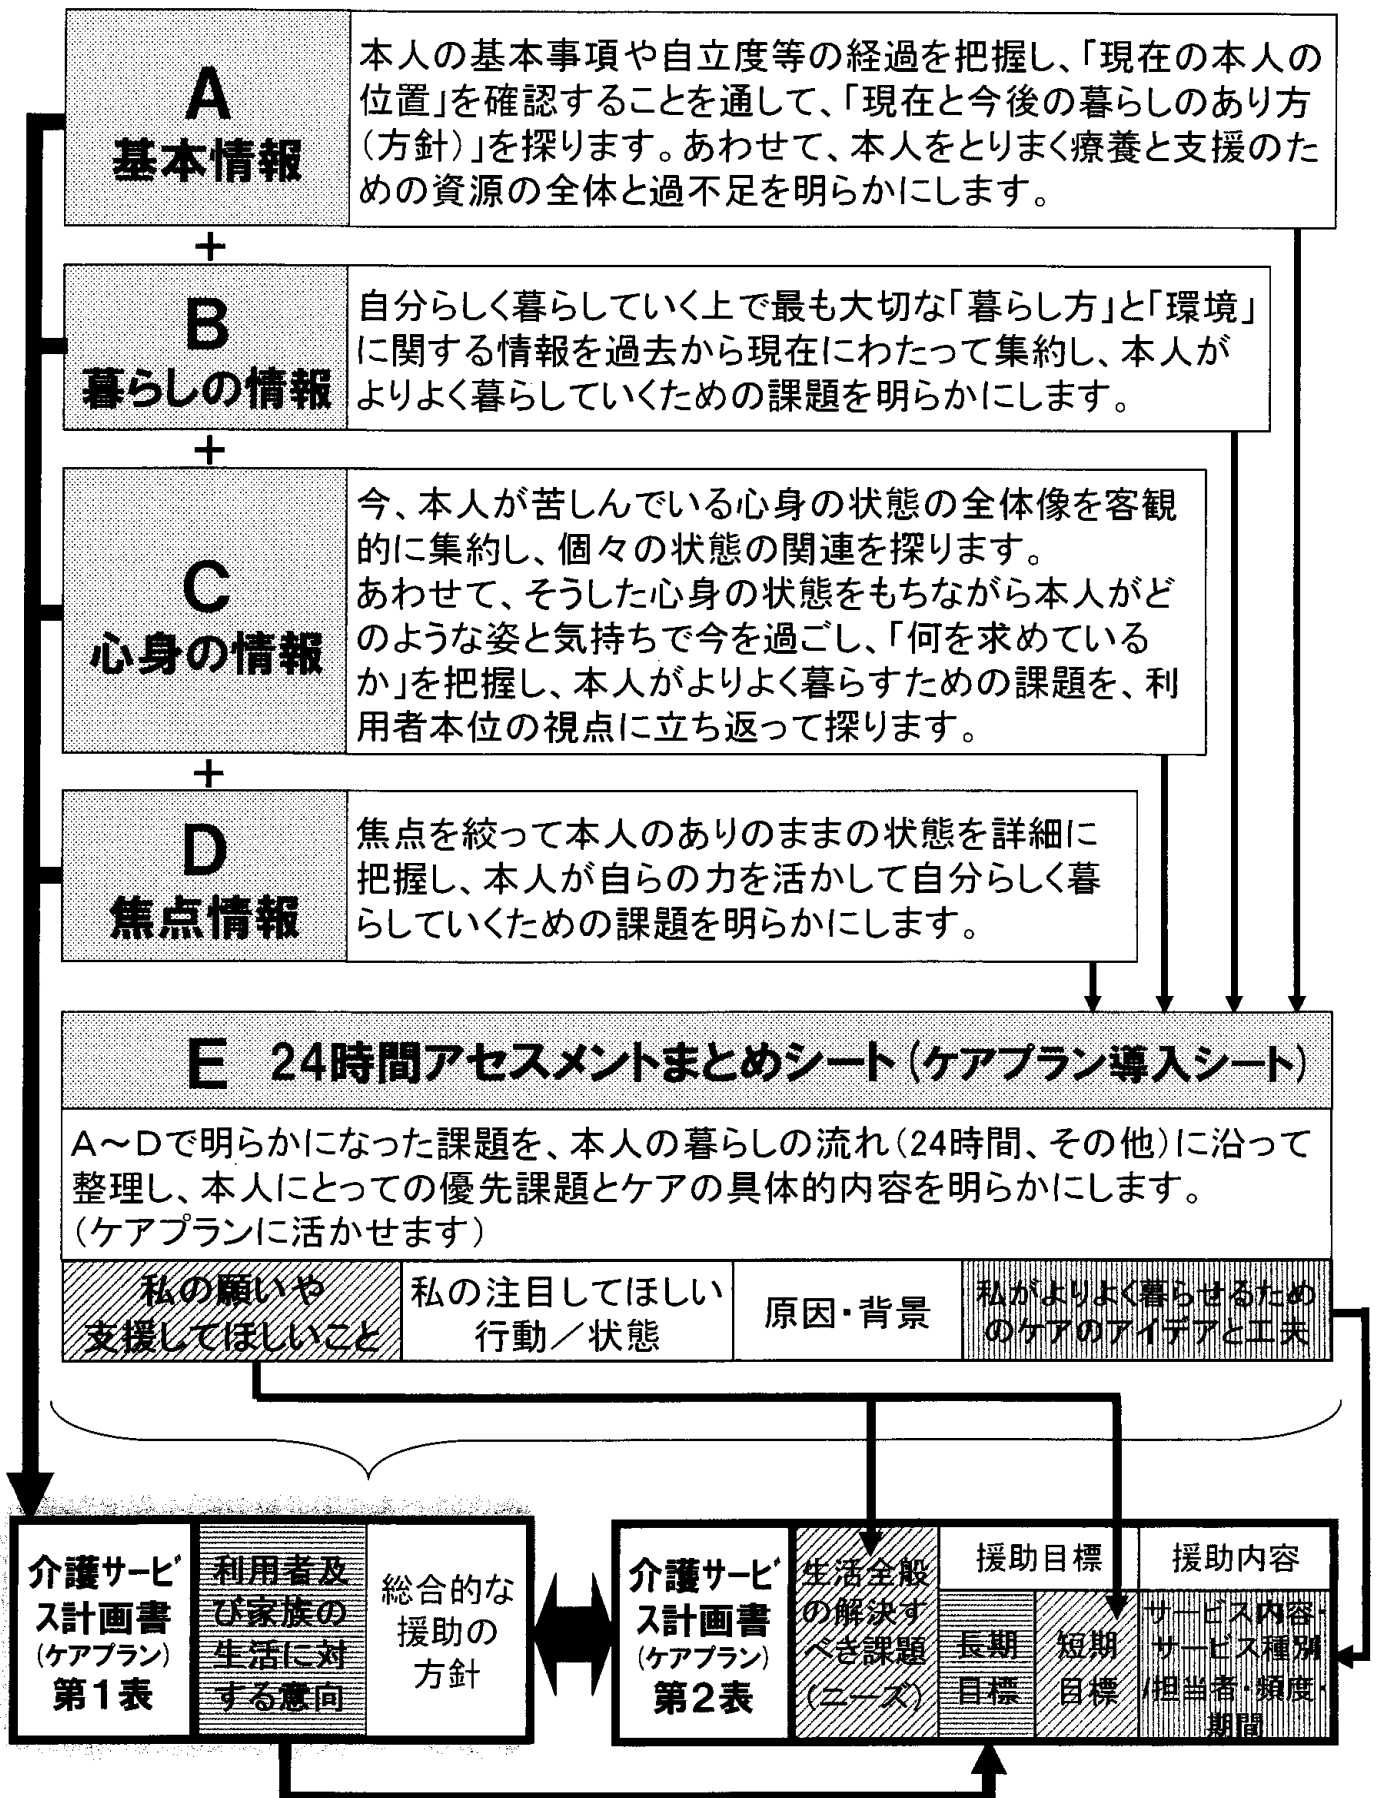 A
基本情報
本人の基本事項や自立度等の経過を把握し、「現在の本人の
位置」を確認することを通して、「現在と今後の暮らしのあり方
(方針)」を探ります。あわせて、本人をとりまく療養と支援のた
めの資源の全体と過不足を明らかにします。
+
B
暮らしの情報
自分らしく暮らしていく上で最も大切な「暮らし方」と「環境」
に関する情報を過去から現在にわたって集約し、本人が
よりよく暮らしていくための課題を明らかにします。
+
C
心身の情報
今、本人が苦しんでいる心身の状態の全体像を客観
的に集約し、個々の状態の関連を探ります。
あわせて、そうした心身の状態をもちながら本人がど
のような姿と気持ちで今を過ごし、「何を求めている
か」を把握し、本人がよりよく暮らすための課題を、利
用者本位の視点に立ち返って探ります。
+
D
焦点情報
焦点を絞って本人のありのままの状態を詳細に
把握し、本人が自らの力を活かして自分らしく暮
らしていくための課題を明らかにします。
E 24時間アセスメントまとめシート(ケアプラン導入シート)
A~Dで明らかになった課題を、本人の暮らしの流れ(24時間、その他)に沿って
整理し、本人にとっての優先課題とケアの具体的内容を明らかにします。
(ケアプランに活かせます)
私の願いや
支援してほしいこと
私の注目してほしい
行動/状態
原因・背景
私がよりよく暮らせるため
のケアのアイデアと工夫
介護サービ
ス計画書
(ケアプラン)
第1表
利用者及
び家族の
生活に対
する意向
総合的な
援助の
方針
介護サービ
ス計画書
(ケアプラン)
第2表
生活全般
の解決す
べき課題
(ニーズ)
援助目標
長期
目標
短期
目標
援助内容
サービス内容・
サービス種別
/担当者・頻度・
期間